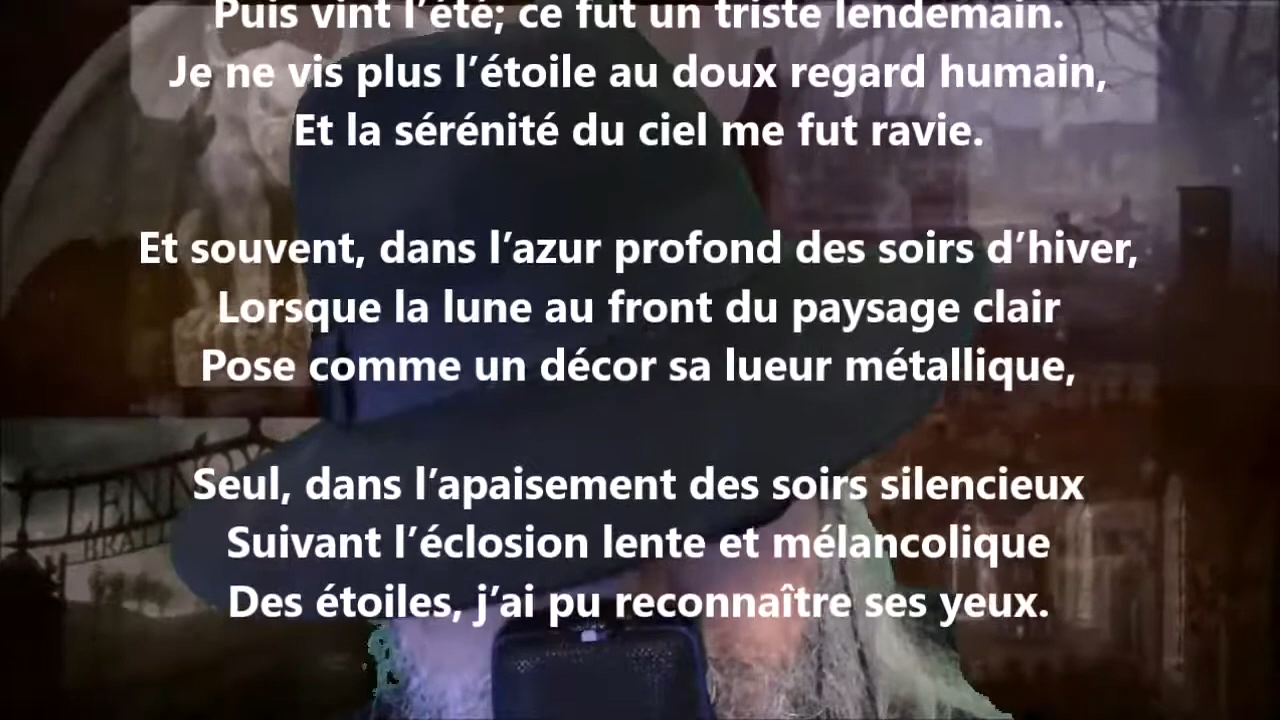 Puis vint l’été; ce fut un triste lendemain.
Je ne vis plus l’étoile au doux regard humain,
Et la sérénité du ciel me fut ravie.
Et souvent, dans l’azur profond des soirs d’hiver,
Lorsque la lune au front du paysage clair
Pose comme un décor sa lueur métallique,
Seul, dans l’apaisement des soirs silencieux
Suivant l’éclosion lente et mélancolique
Des étoiles, j’ai pu reconnaître ses yeux.